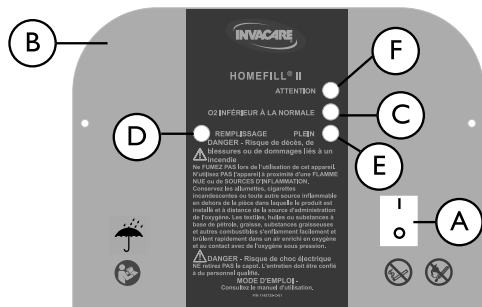 B
INVACARE
F
HOMEFILL® II
ATTENTION
C
O2 INFÉRIEUR À LA NORMALE
D
REMPLISSAGE PLEIN
E
DANGER - Risque de décès, de
blessures ou de dommages liés à un
incendie
Ne FUMEZ PAS lors de l'utilisation de cet appareil.
N'utilisez PAS l'appareil à proximité d'une FLAMME
NUE ou de SOURCES D'INFLAMMATION.
Conservez les allumettes, cigarettes
incandescentes ou toute autre source inflammable
en dehors de la pièce dans laquelle le produit est
installé et à distance de la source d'administration
de l'oxygène. Les textiles, huiles ou substances à
base de pétrole, graisse, substances graisseuses
et autres combustibles s'enflamment facilement et
brûlent rapidement dans un air enrichi en oxygène
et au contact avec de l'oxygène sous pression.
I
O
A
DANGER - Risque de choc électrique
NE retirez PAS le capot. L'entretien doit être confié
à du personnel qualifié.
MODE D'EMPLOI -
Consultez le manuel d'utilisation.